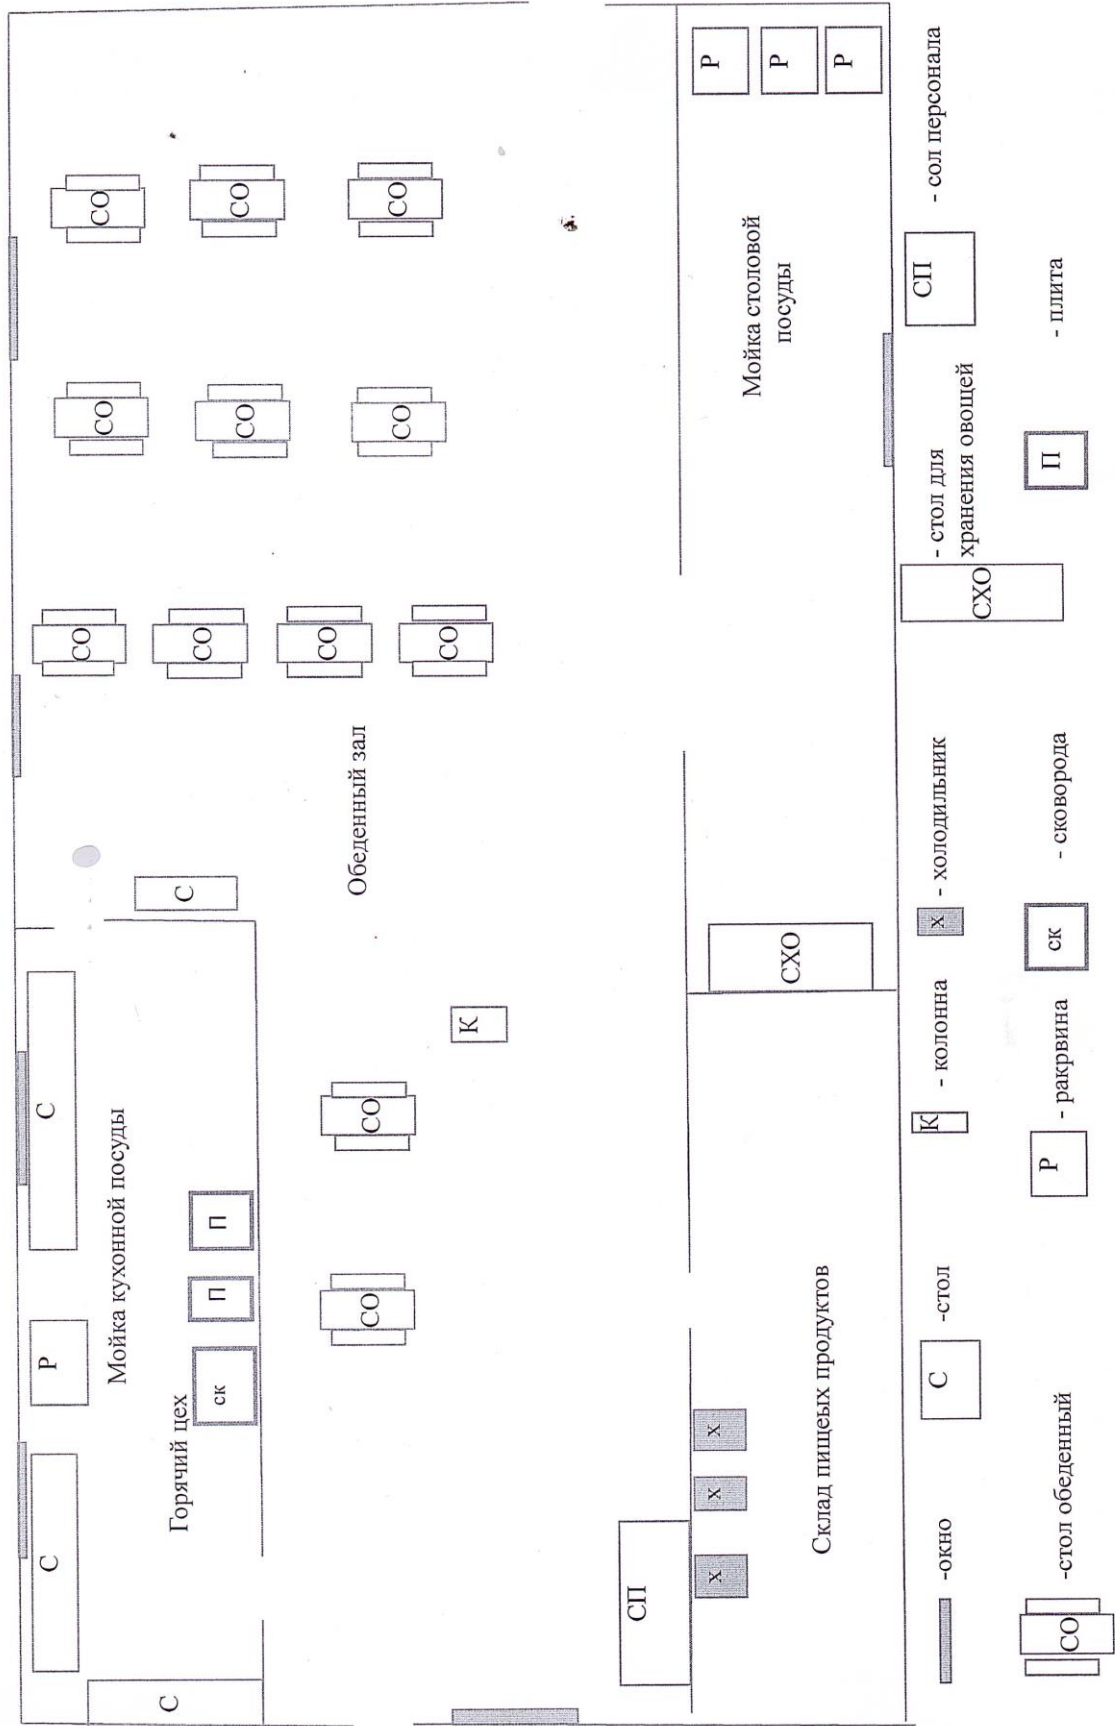 С
Р
С
СО
СО
СО
Мойка кухонной посуды
Горячий цех
С
С
ск
П
П
СО
СО
СО
СО
Обеденный зал
СО
СО
СО
СО
СО
К
СП
х
х
х
Р
Мойка столовой
посуды
Р
СХО
Склад пищеых продуктов
Р
-окно
С -стол
К - колонна
х - холодильник
СХО - стол для
хранения овощей
СП - сол персонала
СО -стол обеденный
Р - ракрвина
ск - сковорода
П - плита